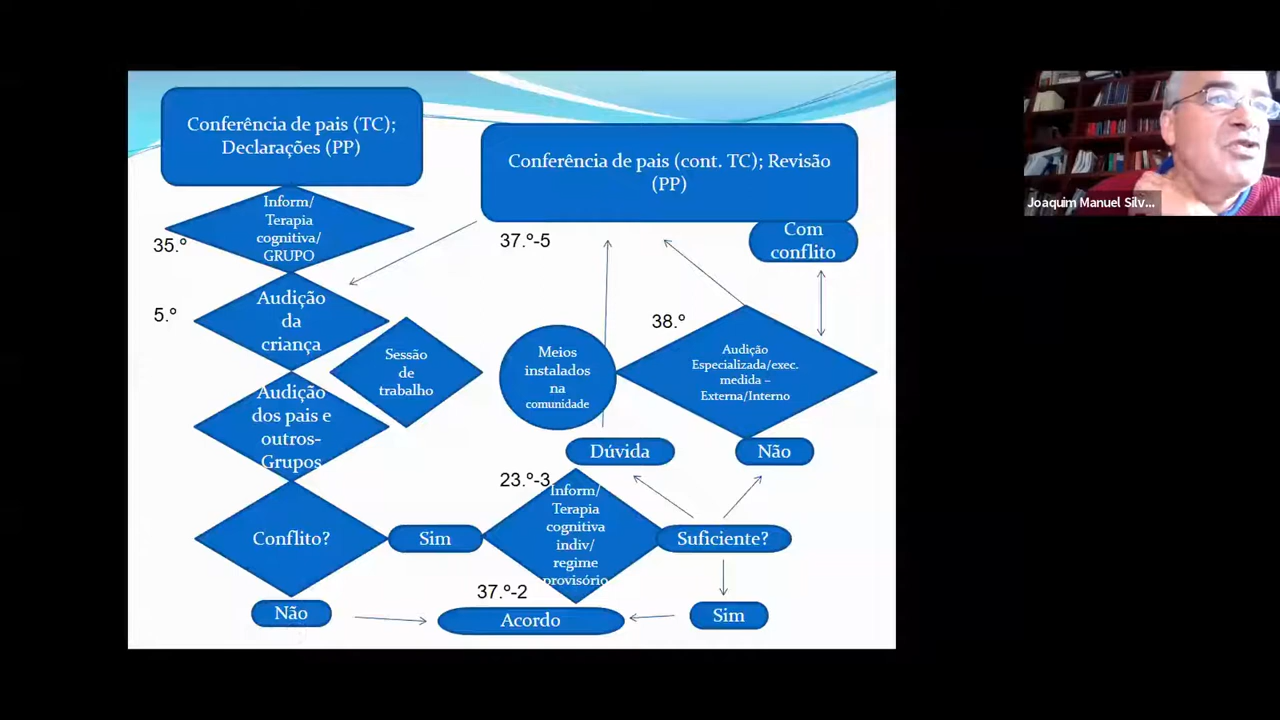 Conferência de pais (TC);
Declarações (PP)
Conferência de pais (cont. TC); Revisão
(PP)
Inform/
Terapia
cognitiva/
GRUPO
35.º
37.º-5
Com
conflito
Audição
da
criança
5.º
38.º
Sessão
de
trabalho
Meios
instalados
na
comunidade
Audição
Especializada/exec.
medida –
Externa/Interno
Audição
dos pais e
outros-
Grupos
Dúvida
Não
23.º-3
Inform/
Terapia
cognitiva
indiv/
regime
provisório
Conflito?
Sim
Suficiente?
37.º-2
Não
Acordo
Sim
Joaquim Manuel Silv...